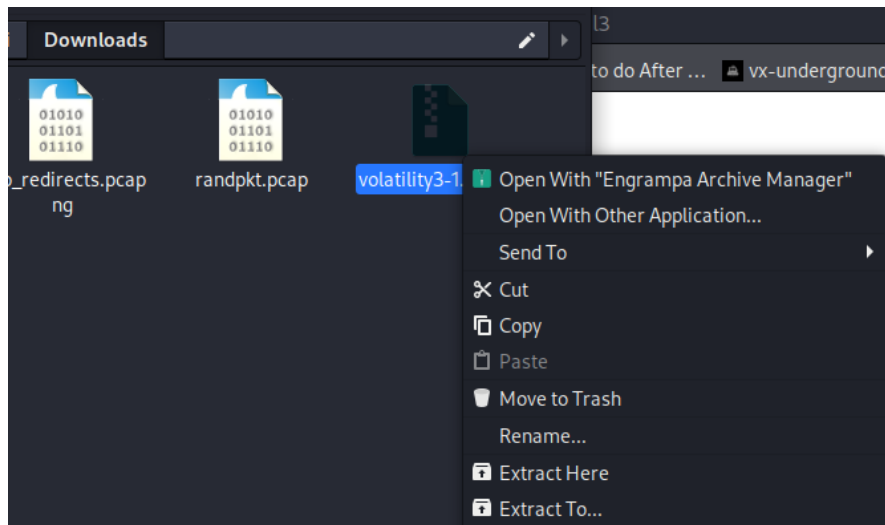 Downloads
l3
to do After ...
vx-underground
01010
01101
01110
01010
01101
01110
_redirects.pcap
ng
randpkt.pcap
volatility3-1.
Open With "Engrampa Archive Manager"
Open With Other Application...
Send To
Cut
Copy
Paste
Move to Trash
Rename...
Extract Here
Extract To...